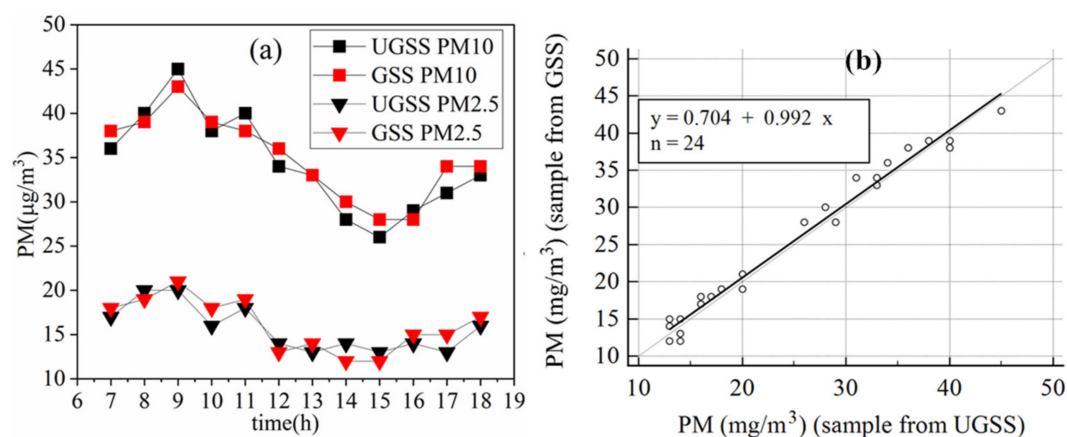 (a)
UGSS PM10
GSS PM10
UGSS PM2.5
GSS PM2.5
PM(μg/m³)
50
45
40
35
30
25
20
15
10
6 7 8 9 10 11 12 13 14 15 16 17 18 19
time(h)
(b)
y = 0.704 + 0.992 x
n = 24
PM (mg/m³) (sample from GSS)
50
45
40
35
30
25
20
15
10
10 20 30 40 50
PM (mg/m³) (sample from UGSS)